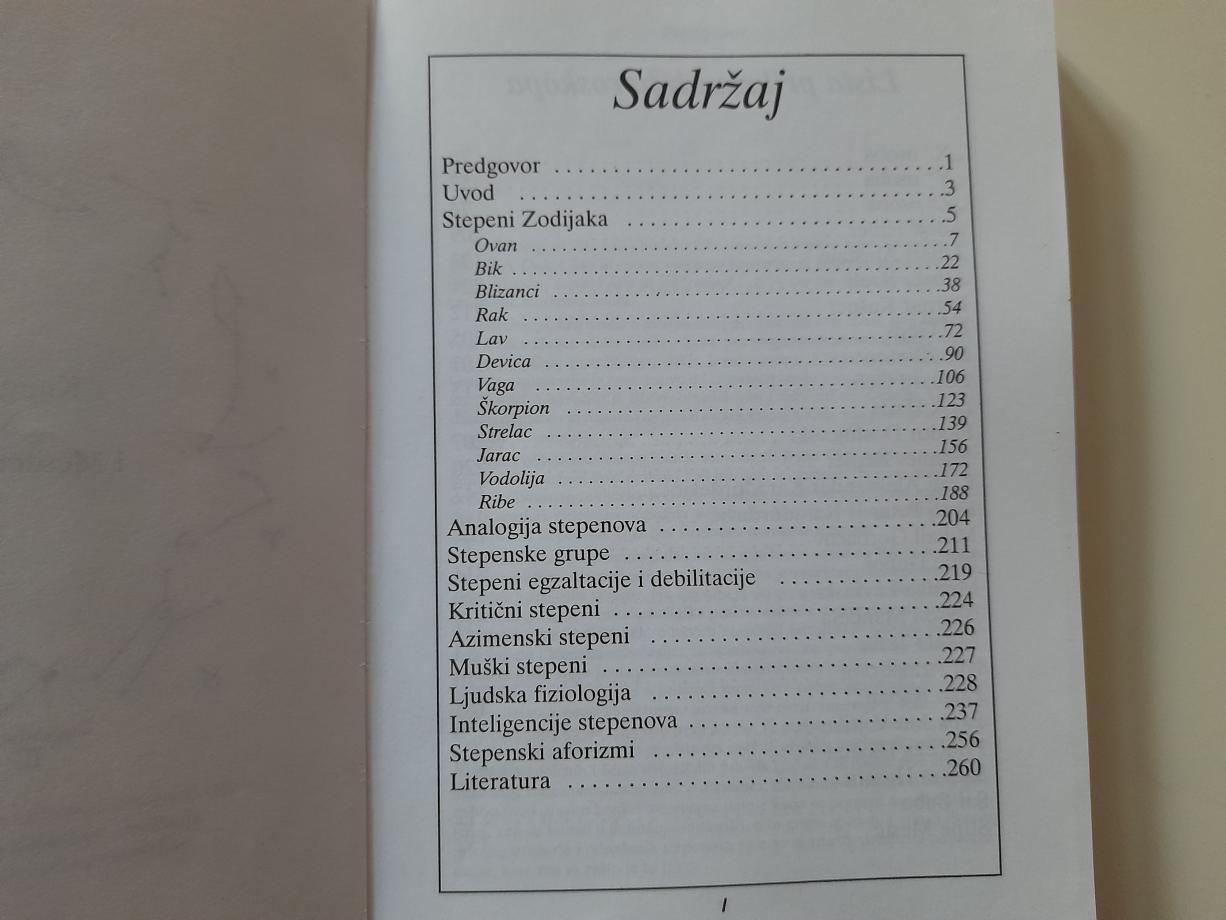 Sadržaj
Predgovor ...................................1
Uvod ...................................3
Stepeni Zodijaka ...........................5
Ovan ...................................7
Bik ...................................22
Blizanci ...................................38
Rak ...................................54
Lav ...................................72
Devica ...................................90
Vaga ...................................106
Škorpion ...................................123
Strelac ...................................139
Jarac ...................................156
Vodolija ...................................172
Ribe ...................................188
Analogija stepenova ........................204
Stepenske grupe ...........................211
Stepeni egzaltacije i debilitacije ..............219
Kritični stepeni ...........................224
Azimenski stepeni ........................226
Muški stepeni ...........................227
Ljudska fiziologija ........................228
Inteligencije stepenova .....................237
Stepenski aforizmi ........................256
Literatura ...............................260
I